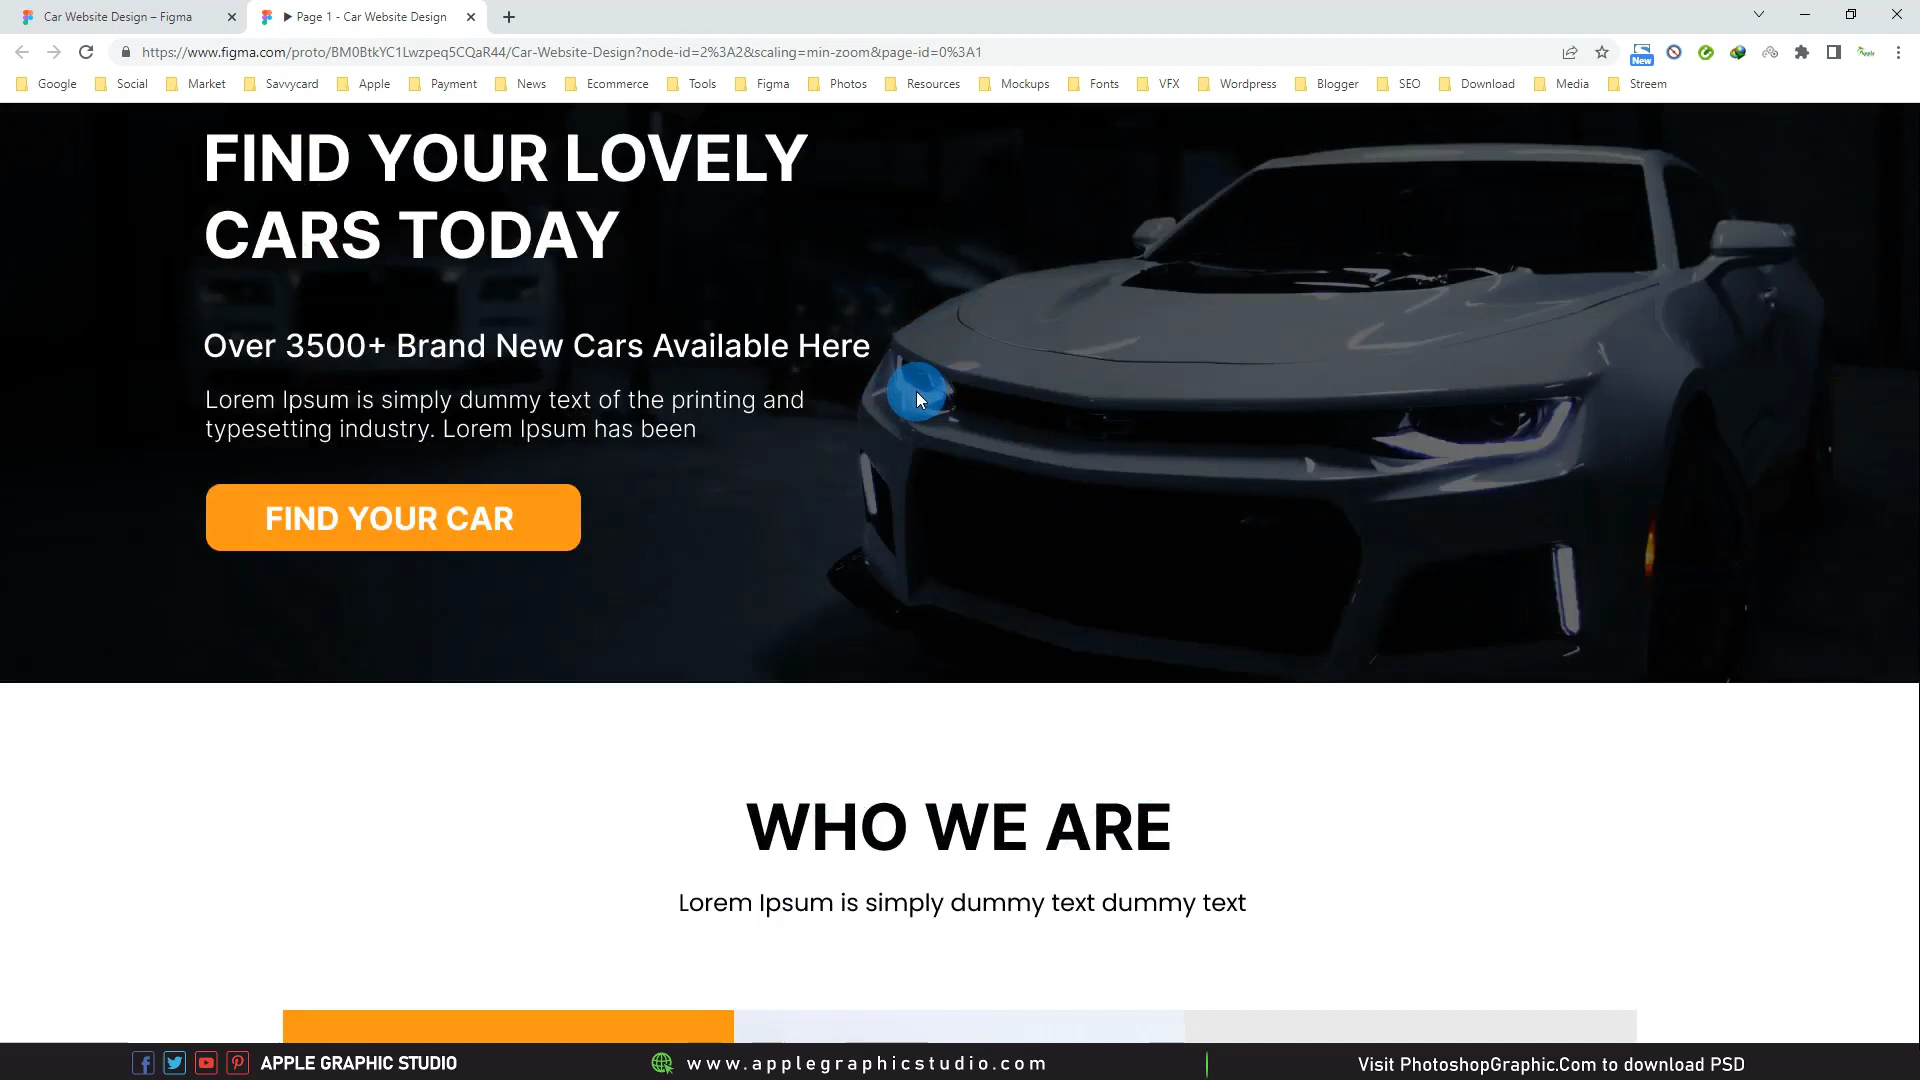 Car Website Design – Figma
Page 1 - Car Website Design
https://www.figma.com/proto/BM0BtkYC1Lwzpeq5CQaR44/Car-Website-Design?node-id=2%3A2&scaling=min-zoom&page-id=0%3A1
New
Google Social Market Savvycard Apple Payment News Ecommerce Tools Figma Photos Resources Mockups Fonts VFX Wordpress Blogger SEO Download Media Streem
FIND YOUR LOVELY
CARS TODAY
Over 3500+ Brand New Cars Available Here
Lorem Ipsum is simply dummy text of the printing and
typesetting industry. Lorem Ipsum has been
FIND YOUR CAR
WHO WE ARE
Lorem Ipsum is simply dummy text dummy text
APPLE GRAPHIC STUDIO
www.applegraphicstudio.com
Visit PhotoshopGraphic.Com to download PSD